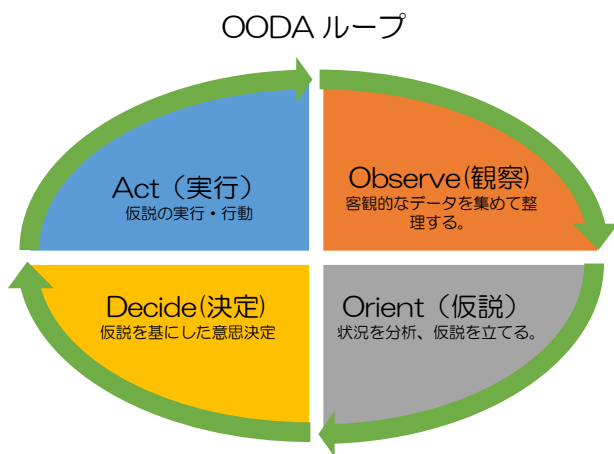 OODA ループ
Act（実行）
仮説の実行・行動
Observe(観察)
客観的なデータを集めて整
理する。
Decide(決定)
仮説を基にした意思決定
Orient（仮説）
状況を分析、仮説を立てる。